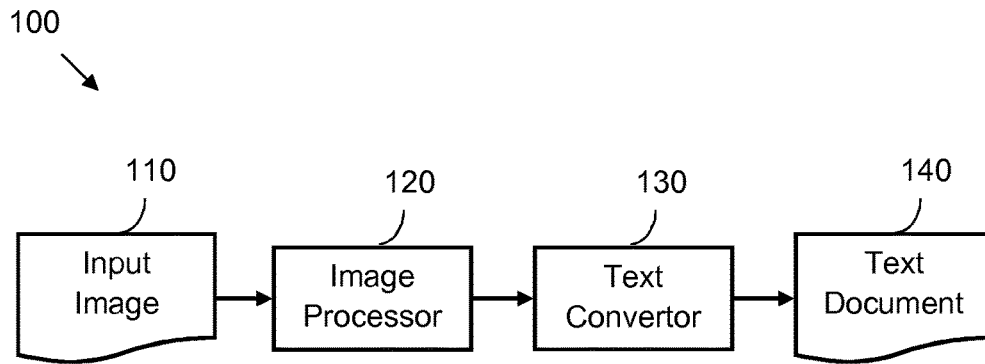 100
110
120
130
140
Input
Image
Image
Processor
Text
Convertor
Text
Document